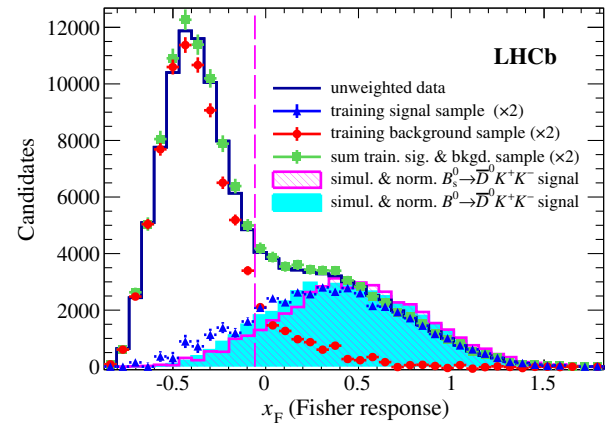 12000
10000
8000
6000
4000
2000
0
Candidates
LHCb
unweighted data
training signal sample (×2)
training background sample (×2)
sum train. sig. & bkgd. sample (×2)
simul. & norm. B⁰ₛ→D̅⁰K⁺K⁻ signal
simul. & norm. B⁰→D̅⁰K⁺K⁻ signal
-0.5 0 0.5 1 1.5
x_F (Fisher response)